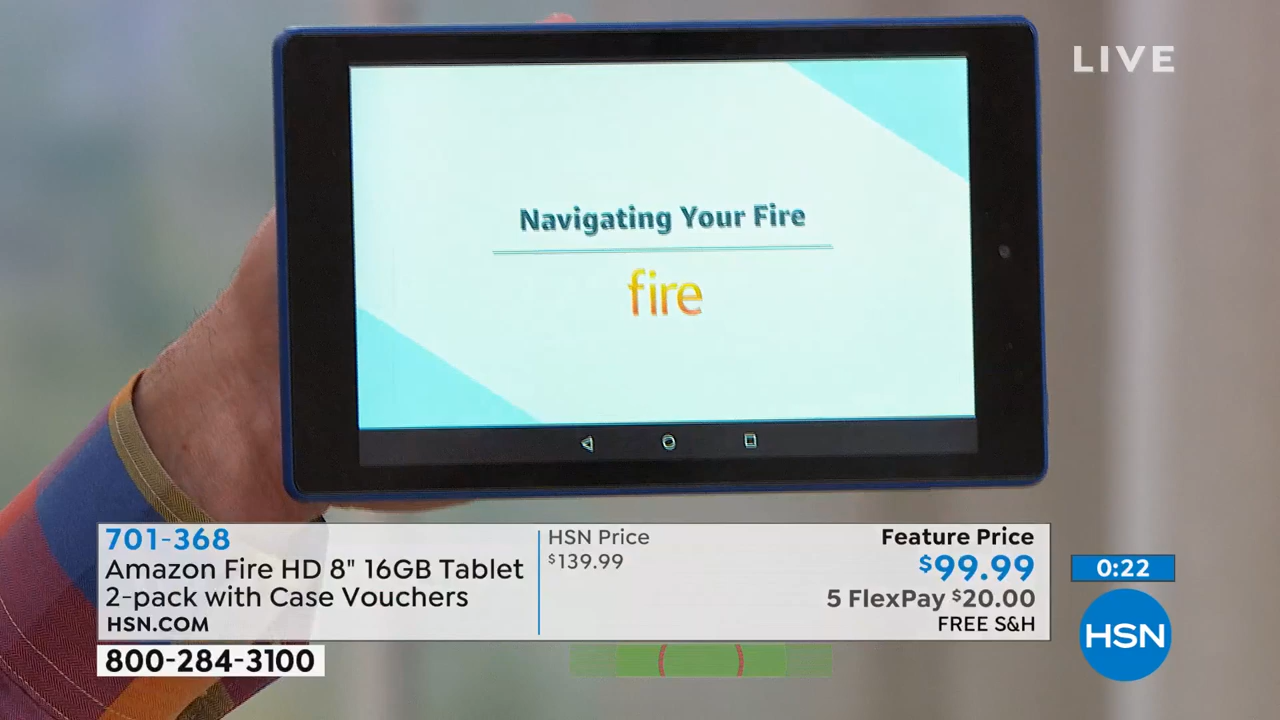 LIVE
Navigating Your Fire
fire
701-368
Amazon Fire HD 8" 16GB Tablet
2-pack with Case Vouchers
HSN.COM
HSN Price
$139.99
Feature Price
$99.99
5 FlexPay $20.00
FREE S&H
0:22
HSN
800-284-3100